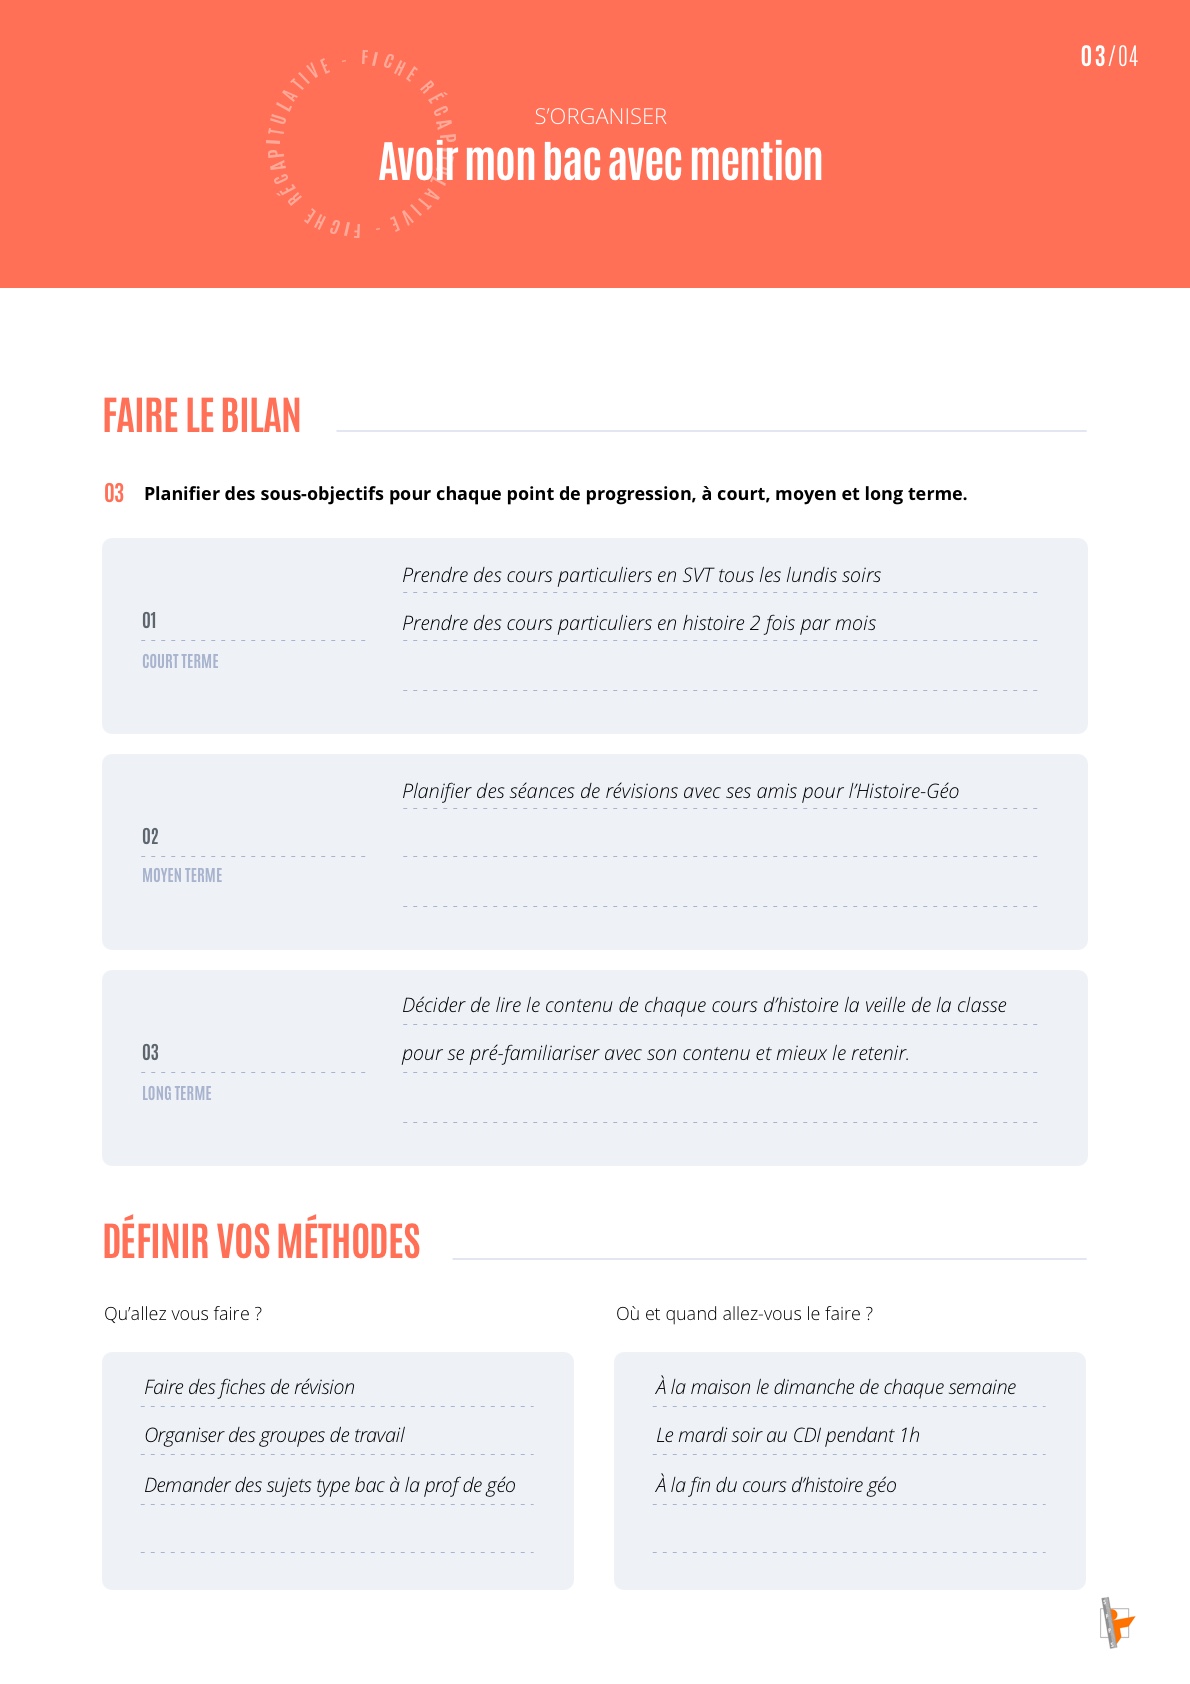 03/04
FICHE RÉCAPITULATIVE - FICHE RÉCAPITULATIVE -
S’ORGANISER
Avoir mon bac avec mention
FAIRE LE BILAN
03 Planifier des sous-objectifs pour chaque point de progression, à court, moyen et long terme.
Prendre des cours particuliers en SVT tous les lundis soirs
01
Prendre des cours particuliers en histoire 2 fois par mois
COURT TERME
Planifier des séances de révisions avec ses amis pour l’Histoire-Géo
02
MOYEN TERME
Décider de lire le contenu de chaque cours d’histoire la veille de la classe
03
pour se pré-familiariser avec son contenu et mieux le retenir.
LONG TERME
DÉFINIR VOS MÉTHODES
Qu’allez vous faire ?
Faire des fiches de révision
Organiser des groupes de travail
Demander des sujets type bac à la prof de géo
Où et quand allez-vous le faire ?
À la maison le dimanche de chaque semaine
Le mardi soir au CDI pendant 1h
À la fin du cours d’histoire géo